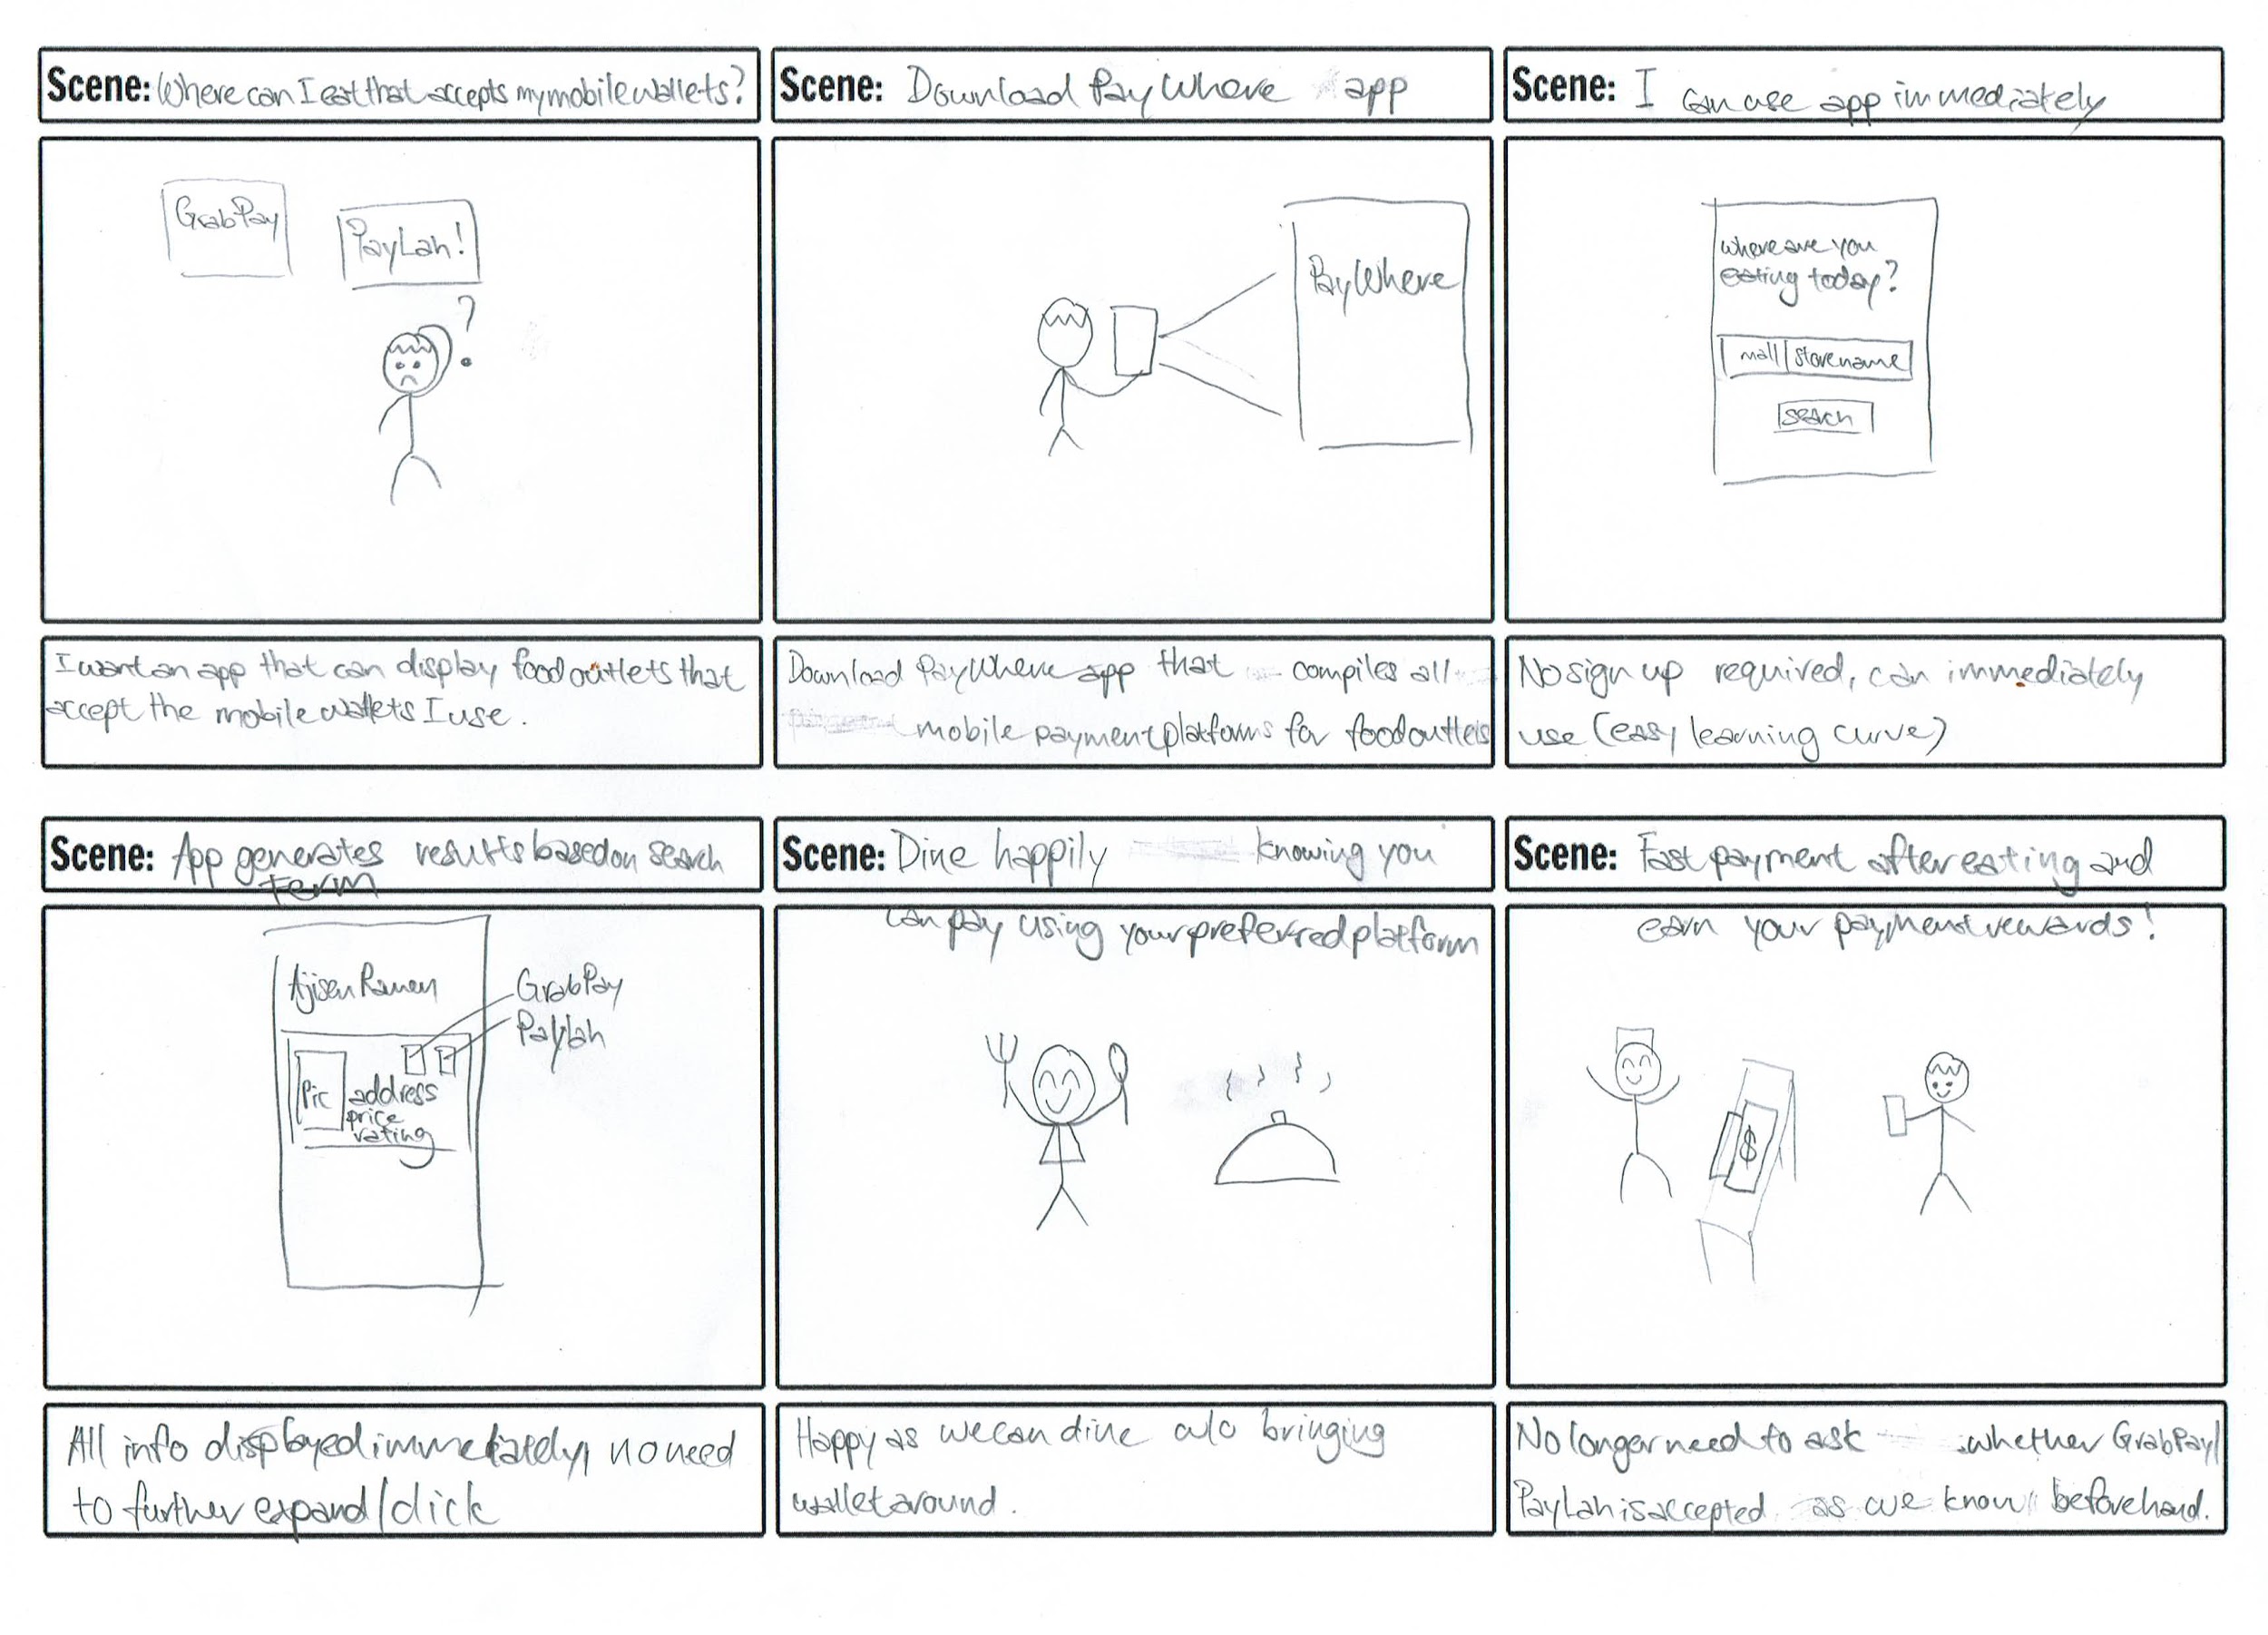 Scene: Where can I eat that accepts my mobile wallets?
GrabPay
PayLah!
?
I want an app that can display food outlets that
accept the mobile wallets I use.
Scene: Download PayWhere app
PayWhere
Download PayWhere app that compiles all
mobile payment platforms for food outlets
Scene: I can use app immediately
where are you
eating today?
mall storename
search
No sign up required, can immediately
use (easy learning curve)
Scene: App generates results based on search
term
Ajisen Ramen
GrabPay
Paylah
Pic
address
price
rating
All info displayed immediately, no need
to further expand/click
Scene: Dine happily knowing you
can pay using your preferred platform
Happy as we can dine w/o bringing
wallet around.
Scene: Fast payment after eating and
earn your payment rewards!
$
No longer need to ask whether GrabPay/
PayLah is accepted as we know beforehand.